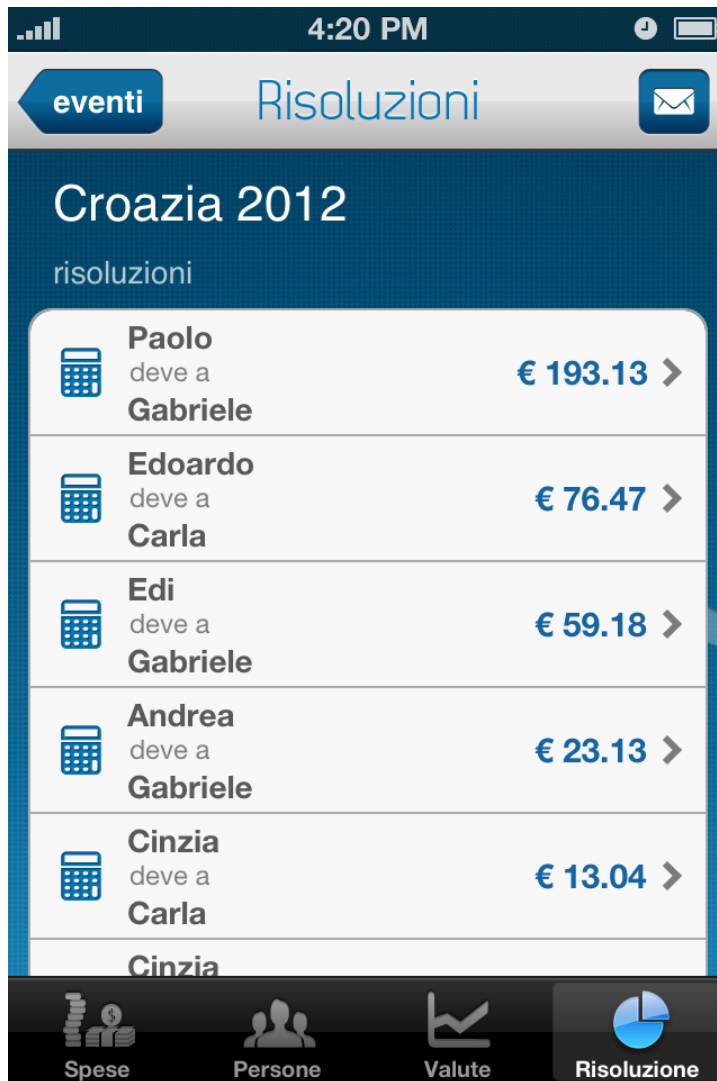 4:20 PM
eventi
Risoluzioni
Croazia 2012
risoluzioni
Paolo
deve a
Gabriele
€ 193.13
Edoardo
deve a
Carla
€ 76.47
Edi
deve a
Gabriele
€ 59.18
Andrea
deve a
Gabriele
€ 23.13
Cinzia
deve a
Carla
€ 13.04
Cinzia
Spese
Persone
Valute
Risoluzione